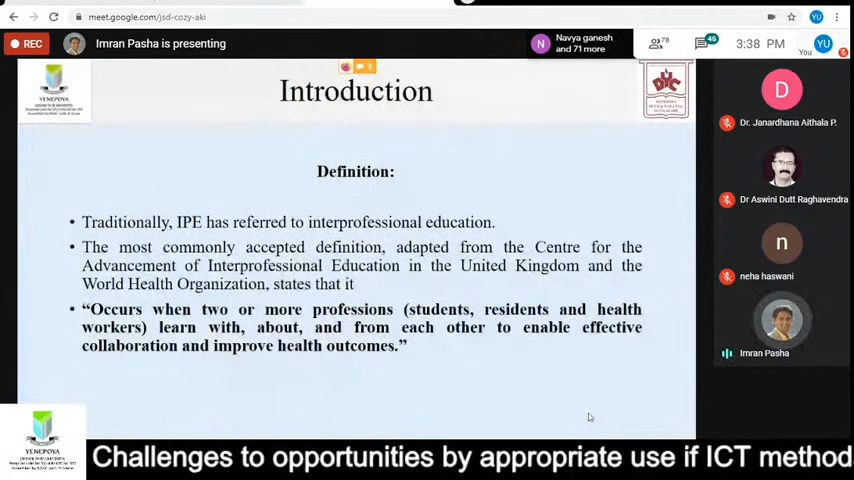 meet.google.com/jsd-cozy-aki
YU
REC
Imran Pasha is presenting
N
Navya ganesh
and 71 more
78
45
3:38 PM
YU
You
YENEPOYA
Introduction
D
Dr. Janardhana Aithala P.
Definition:
Dr Aswini Dutt Raghavendra
• Traditionally, IPE has referred to interprofessional education.
• The most commonly accepted definition, adapted from the Centre for the
Advancement of Interprofessional Education in the United Kingdom and the
World Health Organization, states that it
n
neha haswani
• “Occurs when two or more professions (students, residents and health
workers) learn with, about, and from each other to enable effective
collaboration and improve health outcomes.”
Imran Pasha
YENEPOYA
Challenges to opportunities by appropriate use if ICT method